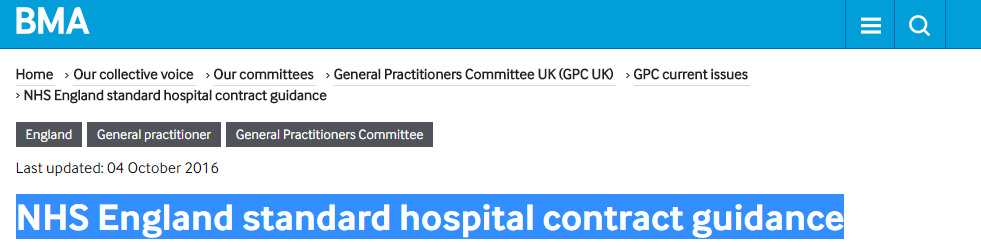 BMA
Home › Our collective voice › Our committees › General Practitioners Committee UK (GPC UK) › GPC current issues
› NHS England standard hospital contract guidance
England General practitioner General Practitioners Committee
Last updated: 04 October 2016
NHS England standard hospital contract guidance